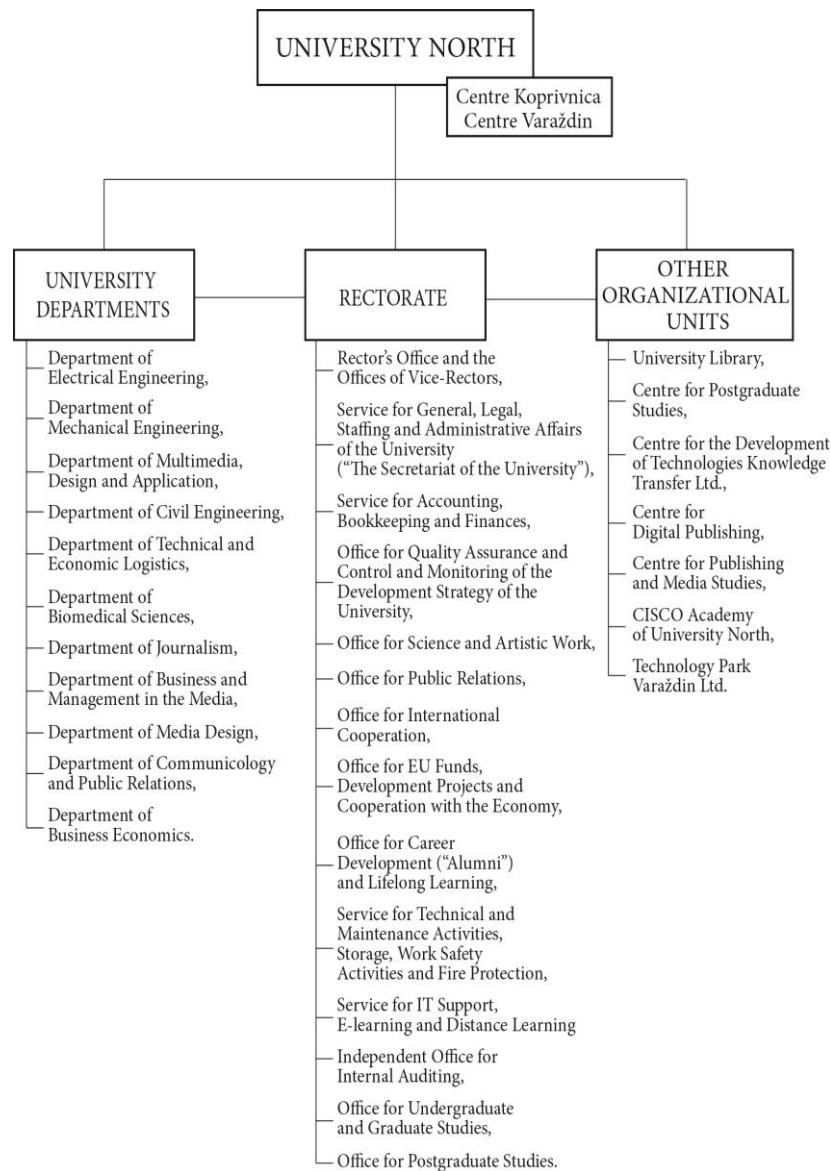 UNIVERSITY NORTH
Centre Koprivnica
Centre Varaždin
UNIVERSITY
DEPARTMENTS
Department of
Electrical Engineering,
Department of
Mechanical Engineering,
Department of Multimedia,
Design and Application,
Department of Civil Engineering,
Department of Technical and
Economic Logistics,
Department of
Biomedical Sciences,
Department of Journalism,
Department of Business and
Management in the Media,
Department of Media Design,
Department of Communicology
and Public Relations,
Department of
Business Economics.
RECTORATE
Rector’s Office and the
Offices of Vice-Rectors,
Service for General, Legal,
Staffing and Administrative Affairs
of the University
(“The Secretariat of the University”),
Service for Accounting,
Bookkeeping and Finances,
Office for Quality Assurance and
Control and Monitoring of the
Development Strategy of the
University,
Office for Science and Artistic Work,
Office for Public Relations,
Office for International
Cooperation,
Office for EU Funds,
Development Projects and
Cooperation with the Economy,
Office for Career
Development (“Alumni”)
and Lifelong Learning,
Service for Technical and
Maintenance Activities,
Storage, Work Safety
Activities and Fire Protection,
Service for IT Support,
E-learning and Distance Learning
Independent Office for
Internal Auditing,
Office for Undergraduate
and Graduate Studies,
Office for Postgraduate Studies.
OTHER
ORGANIZATIONAL
UNITS
University Library,
Centre for Postgraduate
Studies,
Centre for the Development
of Technologies Knowledge
Transfer Ltd.,
Centre for
Digital Publishing,
Centre for Publishing
and Media Studies,
CISCO Academy
of University North,
Technology Park
Varaždin Ltd.